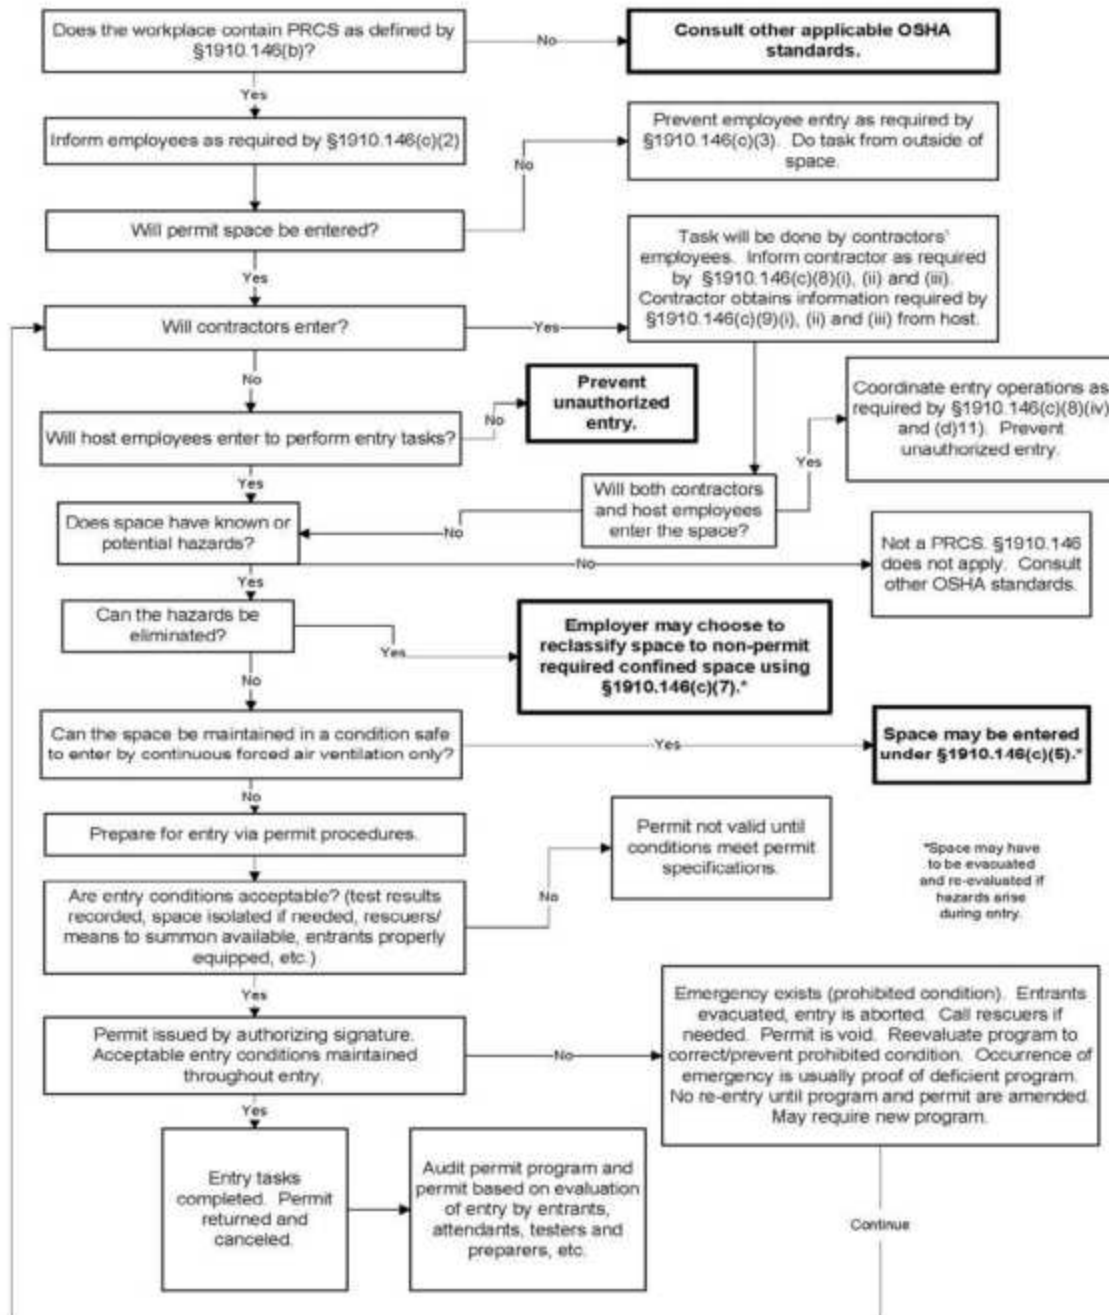 Does the workplace contain PRCS as defined by
§1910.146(b)?
No
Consult other applicable OSHA
standards.
Yes
Inform employees as required by §1910.146(c)(2)
No
Prevent employee entry as required by
§1910.146(c)(3). Do task from outside of
space.
Will permit space be entered?
Yes
Task will be done by contractors'
employees. Inform contractor as required
by §1910.146(c)(8)(i), (ii) and (iii).
Contractor obtains information required by
§1910.146(c)(9)(i), (ii) and (iii) from host.
Will contractors enter?
Yes
No
Prevent
unauthorized
entry.
Coordinate entry operations as
required by §1910.146(c)(8)(iv)
and (d)11). Prevent
unauthorized entry.
Will host employees enter to perform entry tasks?
No
Yes
Yes
Will both contractors
and host employees
enter the space?
No
Does space have known or
potential hazards?
No
Not a PRCS. §1910.146
does not apply. Consult
other OSHA standards.
Yes
Can the hazards be
eliminated?
Yes
Employer may choose to
reclassify space to non-permit
required confined space using
§1910.146(c)(7).*
No
Can the space be maintained in a condition safe
to enter by continuous forced air ventilation only?
Yes
Space may be entered
under §1910.146(c)(5).*
No
Prepare for entry via permit procedures.
Permit not valid until
conditions meet permit
specifications.
*Space may have
to be evacuated
and re-evaluated if
hazards arise
during entry.
Are entry conditions acceptable? (test results
recorded, space isolated if needed, rescuers/
means to summon available, entrants properly
equipped, etc.)
No
Yes
Permit issued by authorizing signature.
Acceptable entry conditions maintained
throughout entry.
No
Emergency exists (prohibited condition). Entrants
evacuated, entry is aborted. Call rescuers if
needed. Permit is void. Reevaluate program to
correct/prevent prohibited condition. Occurrence of
emergency is usually proof of deficient program.
No re-entry until program and permit are amended.
May require new program.
Yes
Entry tasks
completed. Permit
returned and
canceled.
Audit permit program and
permit based on evaluation
of entry by entrants,
attendants, testers and
preparers, etc.
Continue